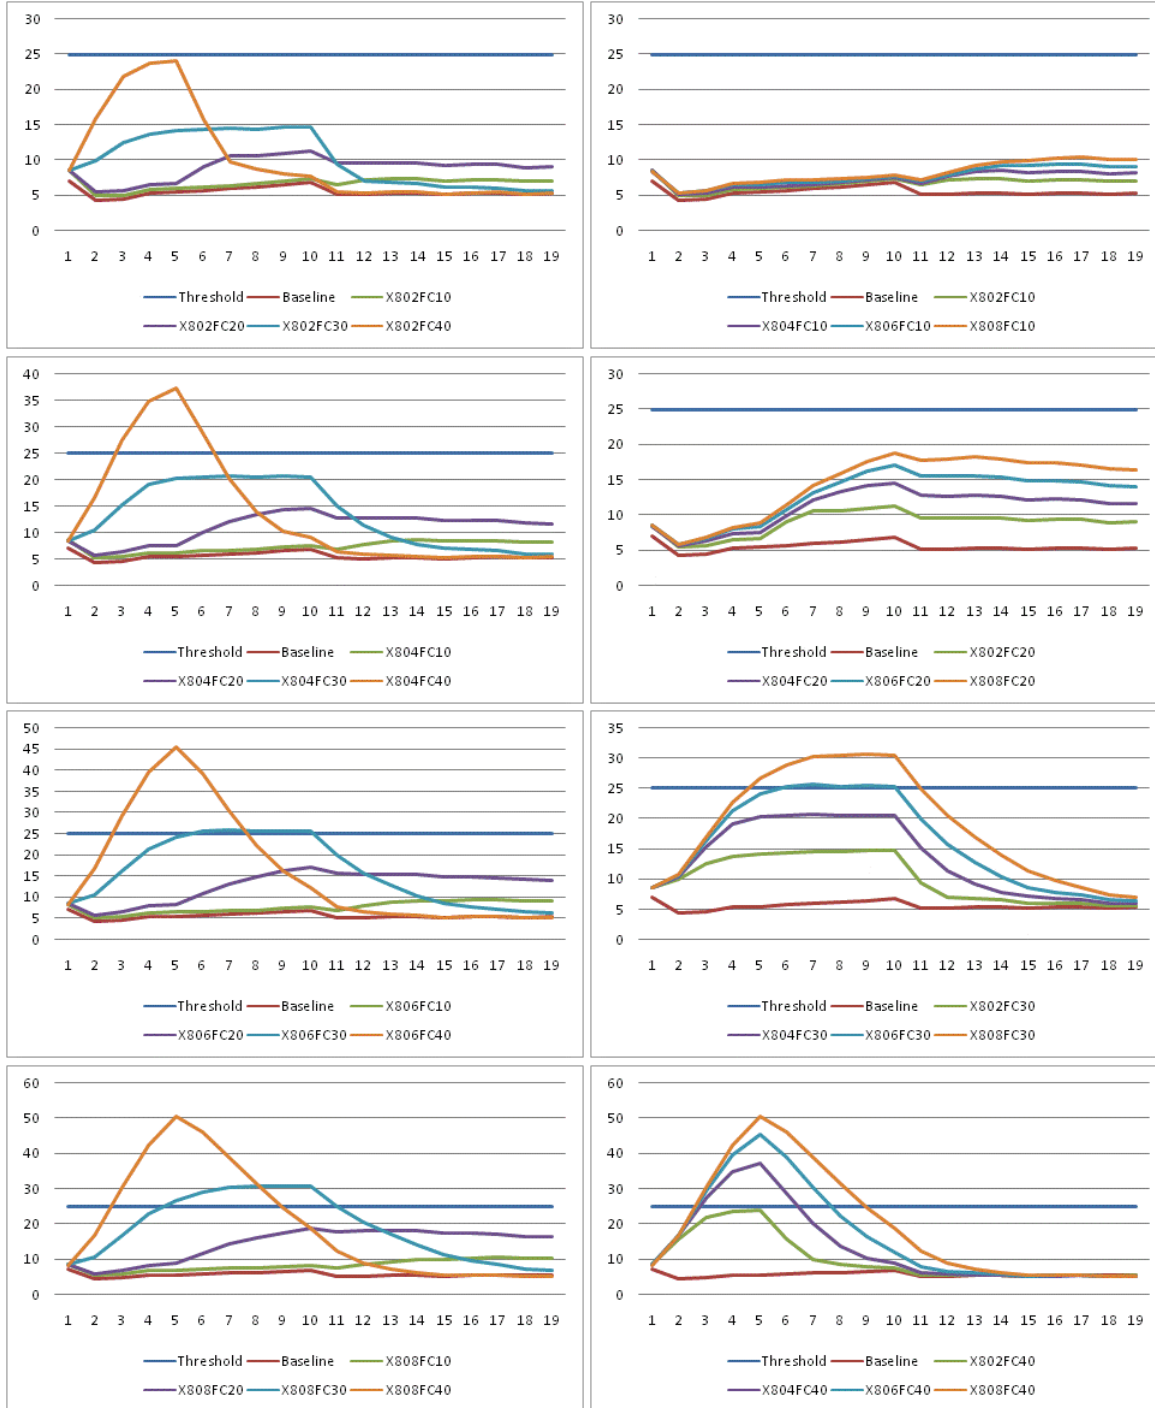 30
25
20
15
10
5
0
1 2 3 4 5 6 7 8 9 10 11 12 13 14 15 16 17 18 19
Threshold Baseline X802FC10
X802FC20 X802FC30 X802FC40
30
25
20
15
10
5
0
1 2 3 4 5 6 7 8 9 10 11 12 13 14 15 16 17 18 19
Threshold Baseline X802FC10
X804FC10 X806FC10 X808FC10
40
35
30
25
20
15
10
5
0
1 2 3 4 5 6 7 8 9 10 11 12 13 14 15 16 17 18 19
Threshold Baseline X804FC10
X804FC20 X804FC30 X804FC40
30
25
20
15
10
5
0
1 2 3 4 5 6 7 8 9 10 11 12 13 14 15 16 17 18 19
Threshold Baseline X802FC20
X804FC20 X806FC20 X808FC20
50
45
40
35
30
25
20
15
10
5
0
1 2 3 4 5 6 7 8 9 10 11 12 13 14 15 16 17 18 19
Threshold Baseline X806FC10
X806FC20 X806FC30 X806FC40
35
30
25
20
15
10
5
0
1 2 3 4 5 6 7 8 9 10 11 12 13 14 15 16 17 18 19
Threshold Baseline X802FC30
X804FC30 X806FC30 X808FC30
60
50
40
30
20
10
0
1 2 3 4 5 6 7 8 9 10 11 12 13 14 15 16 17 18 19
Threshold Baseline X808FC10
X808FC20 X808FC30 X808FC40
60
50
40
30
20
10
0
1 2 3 4 5 6 7 8 9 10 11 12 13 14 15 16 17 18 19
Threshold Baseline X802FC40
X804FC40 X806FC40 X808FC40